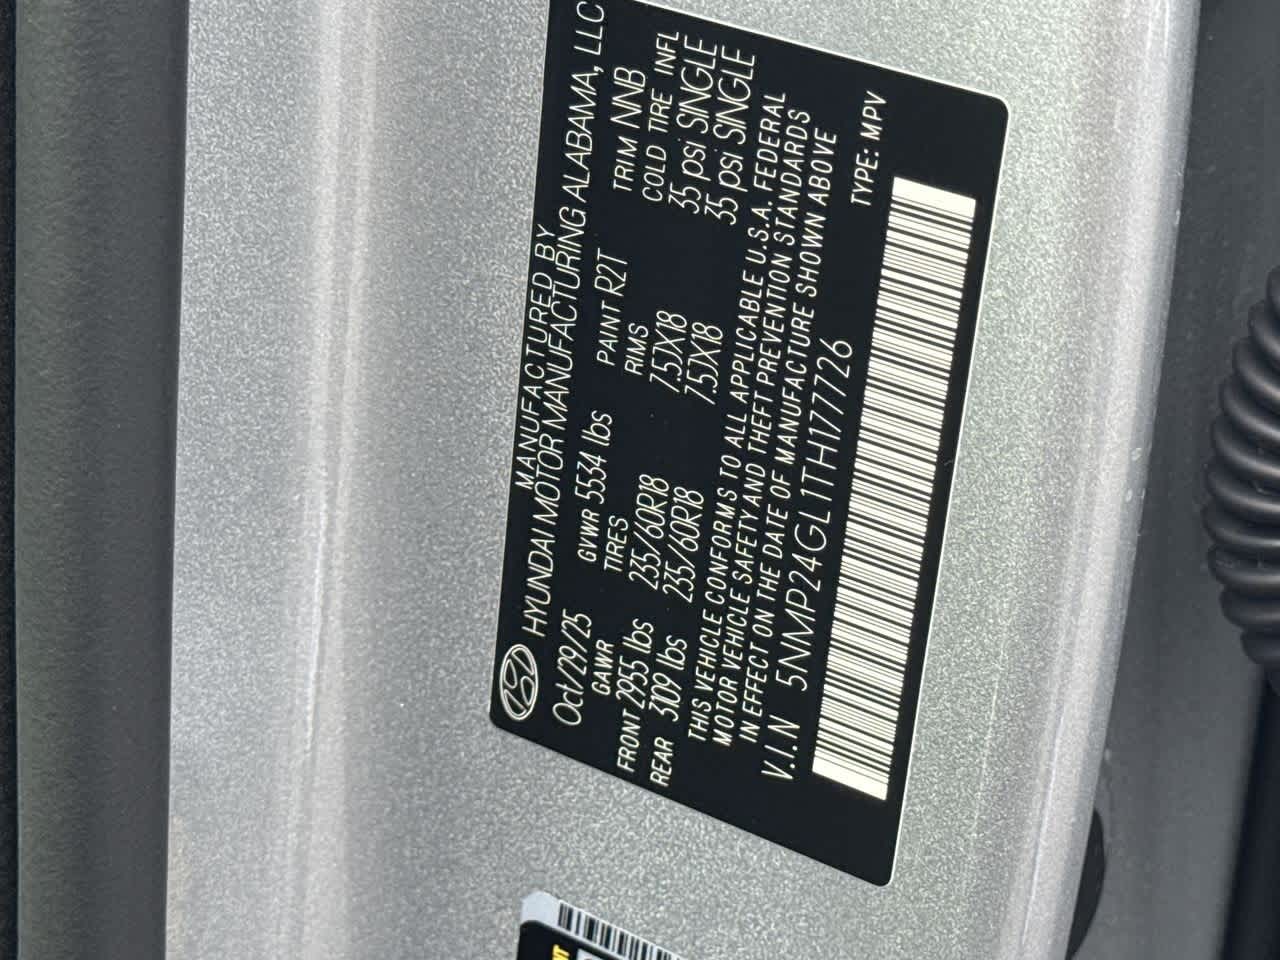 MANUFACTURED BY
HYUNDAI MOTOR MANUFACTURING ALABAMA, LLC
Oct/29/25 GVWR 5534 lbs PAINT R2T TRIM NNB
GAWR TIRES RIMS COLD TIRE INFL
FRONT 2955 lbs 235/60R18 7.5JX18 35 psi SINGLE
REAR 3109 lbs 235/60R18 7.5JX18 35 psi SINGLE
THIS VEHICLE CONFORMS TO ALL APPLICABLE U.S.A. FEDERAL
MOTOR VEHICLE SAFETY AND THEFT PREVENTION STANDARDS
IN EFFECT ON THE DATE OF MANUFACTURE SHOWN ABOVE
V.I.N 5NMP24GL1TH177726 TYPE: MPV